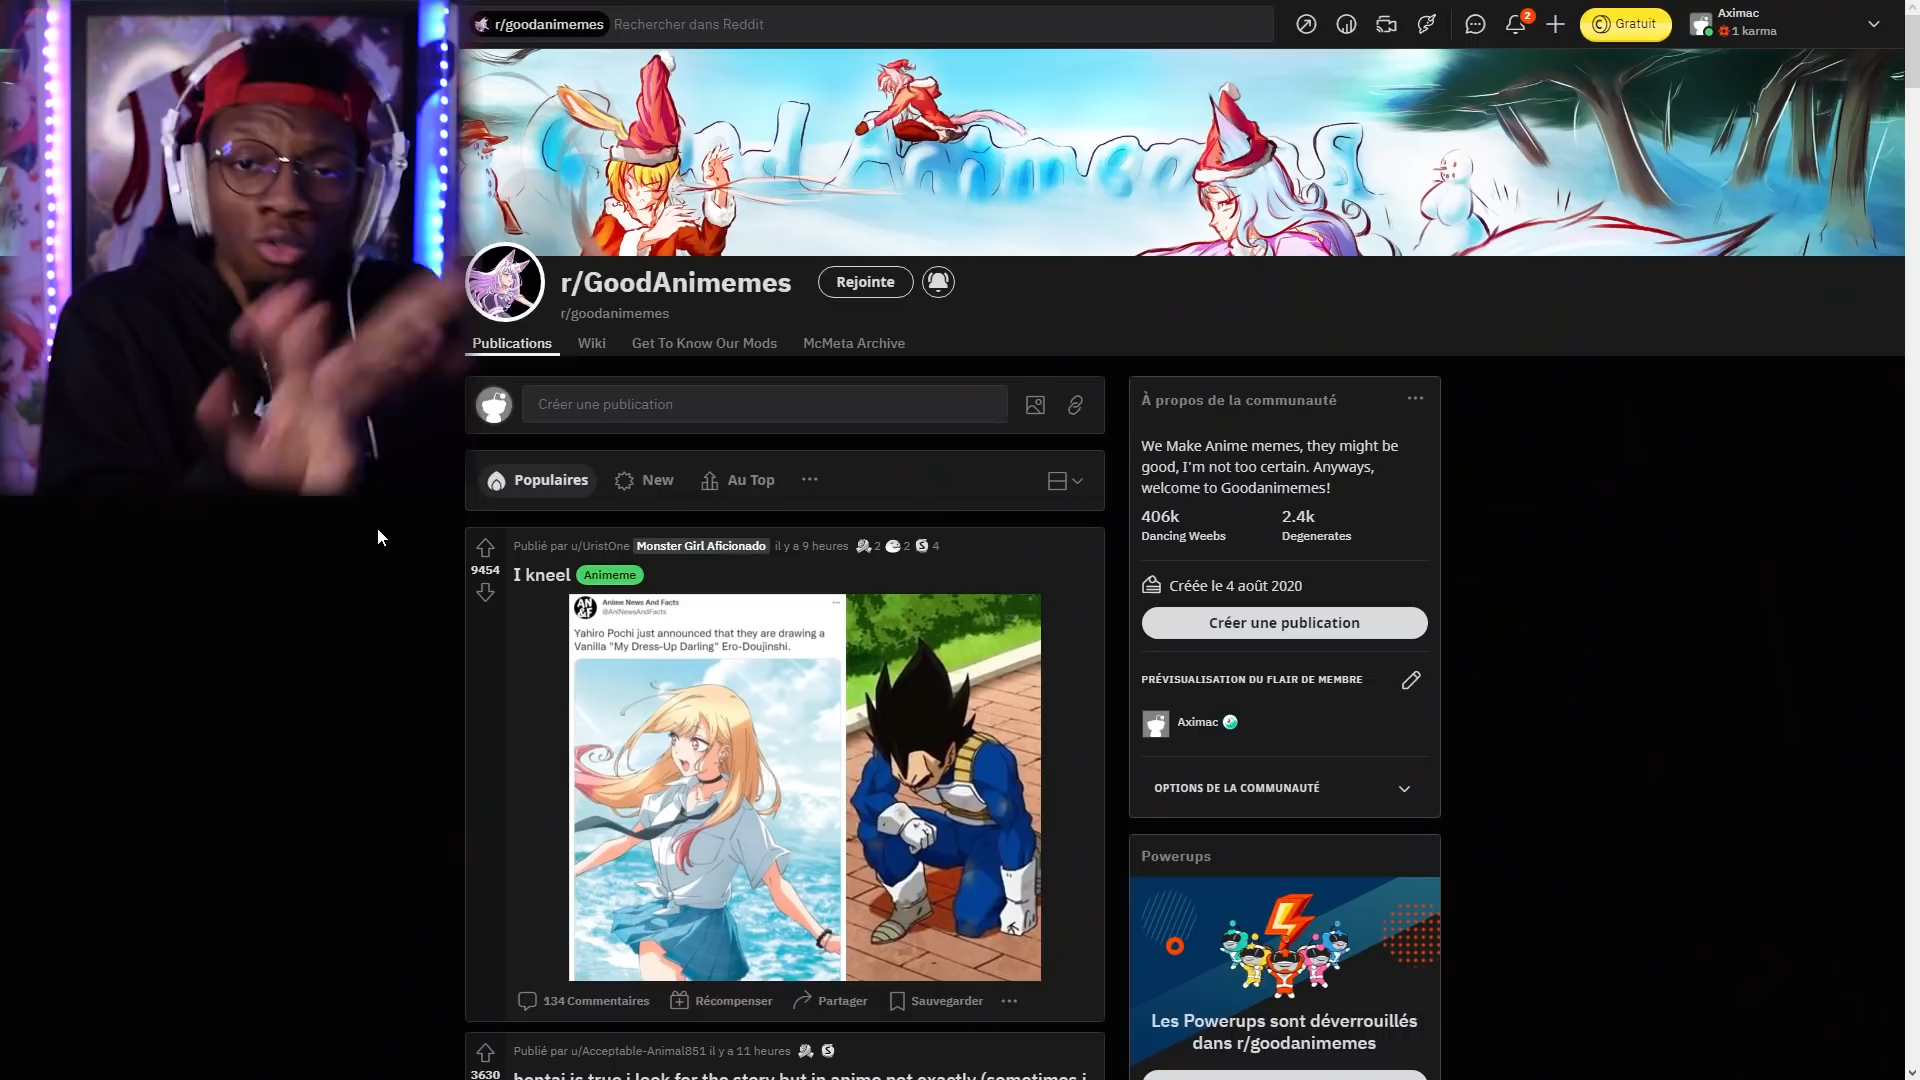 r/goodanimemes Rechercher dans Reddit
2
Gratuit
Aximac
1 karma
Good Animemes
r/GoodAnimemes
Rejointe
r/goodanimemes
Publications Wiki Get To Know Our Mods McMeta Archive
Créer une publication
Populaires New Au Top
Publié par u/UristOne Monster Girl Aficionado il y a 9 heures 2 2 4
9454
I kneel Animeme
AN&F
Anime News And Facts
@AniNewsAndFacts
Yahiro Pochi just announced that they are drawing a
Vanilla "My Dress-Up Darling" Ero-Doujinshi.
134 Commentaires Récompenser Partager Sauvegarder
Publié par u/Acceptable-Animal851 il y a 11 heures
3630
hentai is true i look for the story but in anime not exactly (sometimes i
À propos de la communauté
We Make Anime memes, they might be
good, I'm not too certain. Anyways,
welcome to Goodanimemes!
406k
Dancing Weebs
2.4k
Degenerates
Créée le 4 août 2020
Créer une publication
PRÉVISUALISATION DU FLAIR DE MEMBRE
Aximac
OPTIONS DE LA COMMUNAUTÉ
Powerups
Les Powerups sont déverrouillés
dans r/goodanimemes